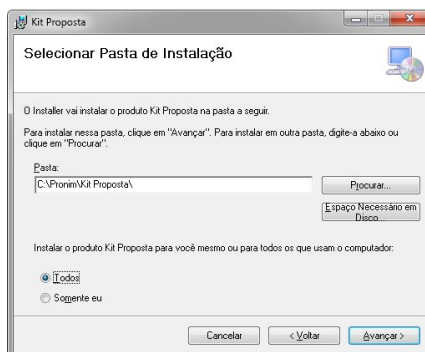 Kit Proposta
Selecionar Pasta de Instalação
O Installer vai instalar o produto Kit Proposta na pasta a seguir.
Para instalar nessa pasta, clique em "Avançar". Para instalar em outra pasta, digite-a abaixo ou
clique em "Procurar".
Pasta:
C:\Pronim\Kit Proposta\
Procurar...
Espaço Necessário em
Disco...
Instalar o produto Kit Proposta para você mesmo ou para todos os que usam o computador:
Todos
Somente eu
Cancelar
< Voltar
Avançar >